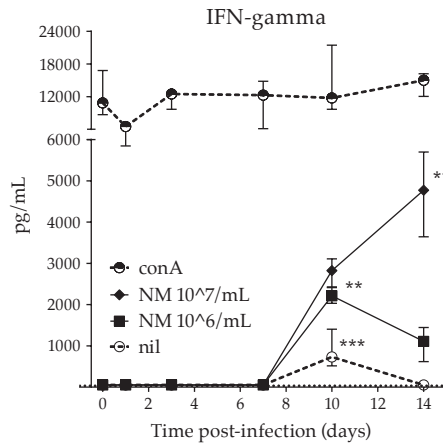 IFN-gamma
24000
18000
12000
6000
5000
4000
3000
2000
1000
pg/mL
conA
NM 10^7/mL
NM 10^6/mL
nil
**
**
***
0 2 4 6 8 10 12 14
Time post-infection (days)